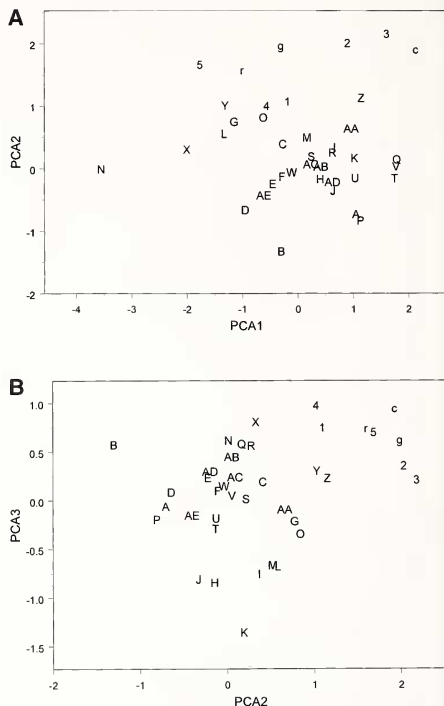 A
2
1
0
-1
-2
PCA2
5
r
g
2
3
c
Y
G
L
4
O
1
Z
AA
N
X
C
M
S
I
R
K
Q
V
T
AC
AB
F
W
E
H
AD
J
U
AE
D
A
P
B
-4
-3
-2
-1
0
1
2
PCA1
B
1.0
0.5
0.0
-0.5
-1.0
-1.5
PCA3
4
c
X
1
r
5
g
B
N
Q
R
AB
2
Y
Z
3
AD
E
AC
C
D
F
W
V
S
A
P
AE
U
T
AA
G
O
M
L
I
J
H
K
-2
-1
0
1
2
PCA2